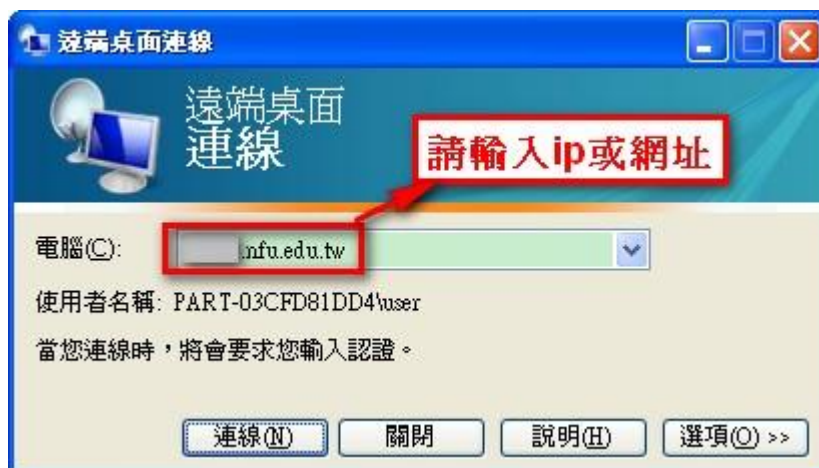 遠端桌面連線
遠端桌面
連線
請輸入ip或網址
電腦(C):
.nfu.edu.tw
使用者名稱: PART-03CFD81DD4\user
當您連線時，將會要求您輸入認證。
連線(N) 關閉 說明(H) 選項(O) >>